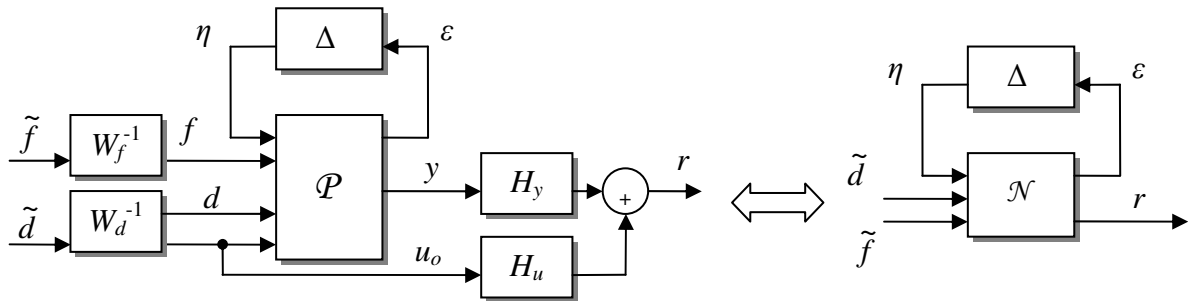 η Δ ε
f̃ W_f^{-1} f
d̃ W_d^{-1} d
𝒫
y H_y + r
u_o H_u
η Δ ε
d̃ 𝒩 r
f̃